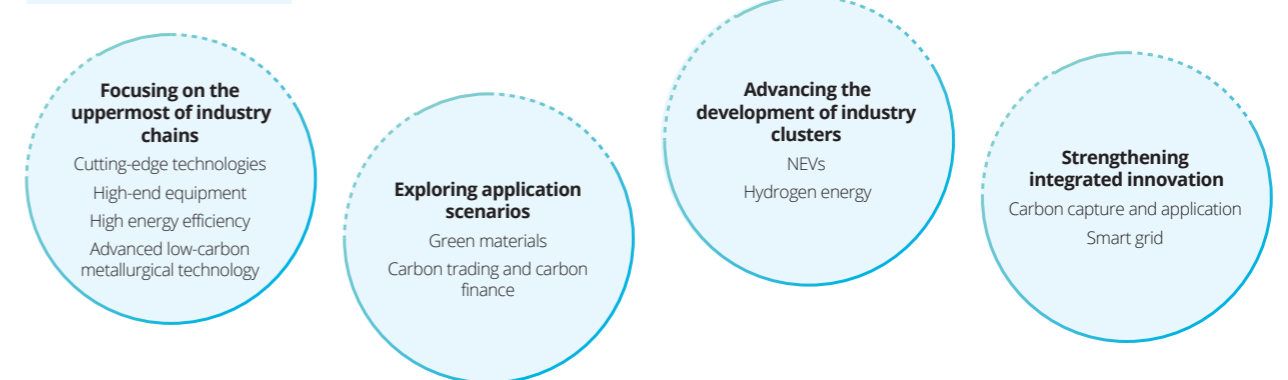 Focusing on the
uppermost of industry
chains
Cutting-edge technologies
High-end equipment
High energy efficiency
Advanced low-carbon
metallurgical technology
Exploring application
scenarios
Green materials
Carbon trading and carbon
finance
Advancing the
development of industry
clusters
NEVs
Hydrogen energy
Strengthening
integrated innovation
Carbon capture and application
Smart grid